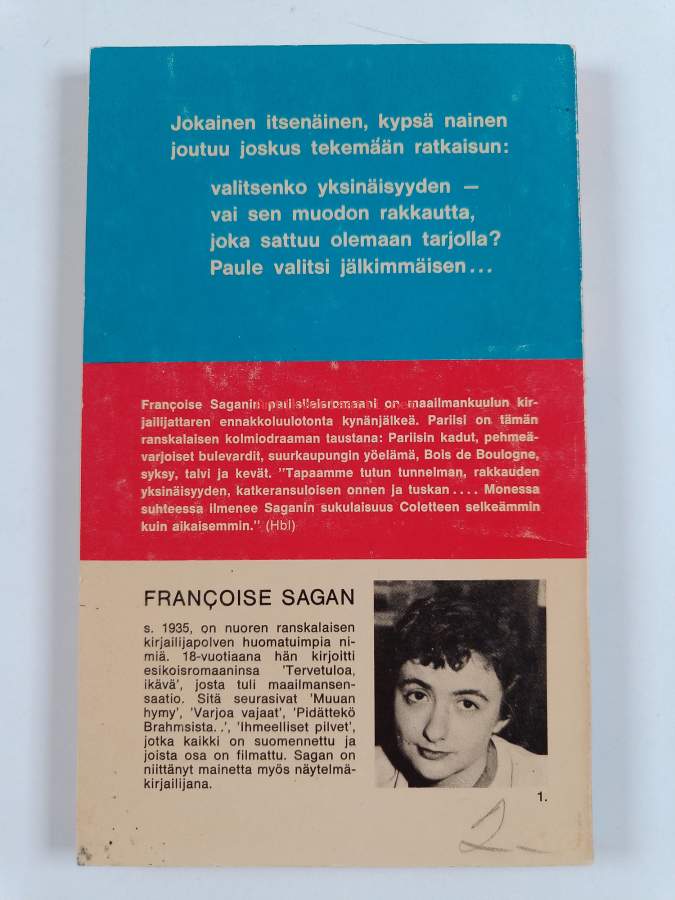 Jokainen itsenäinen, kypsä nainen
joutuu joskus tekemään ratkaisun:
valitsenko yksinäisyyden —
vai sen muodon rakkautta,
joka sattuu olemaan tarjolla?
Paule valitsi jälkimmäisen...
Françoise Saganin pariisilaisromaani on maailmankuulun kir-
jailijattaren ennakkoluulotonta kynänjälkeä. Pariisi on tämän
ranskalaisen kolmiodraaman taustana: Pariisin kadut, pehmeä-
varjoiset bulevardit, suurkaupungin yöelämä, Bois de Boulogne,
syksy, talvi ja kevät. "Tapaamme tutun tunnelman, rakkauden
yksinäisyyden, katkeransuloisen onnen ja tuskan.... Monessa
suhteessa ilmenee Saganin sukulaisuus Coletteen selkeämmin
kuin aikaisemmin." (Hbl)
FRANÇOISE SAGAN
s. 1935, on nuoren ranskalaisen
kirjailijapolven huomatuimpia ni-
miä. 18-vuotiaana hän kirjoitti
esikoisromaaninsa 'Tervetuloa,
ikävä', josta tuli maailmansen-
saatio. Sitä seurasivat 'Muuan
hymy', 'Varjoa vajaat', 'Pidättekö
Brahmsista..', 'Ihmeelliset pilvet',
jotka kaikki on suomennettu ja
joista osa on filmattu. Sagan on
niittänyt mainetta myös näytelmä-
kirjailijana.
1.
2-